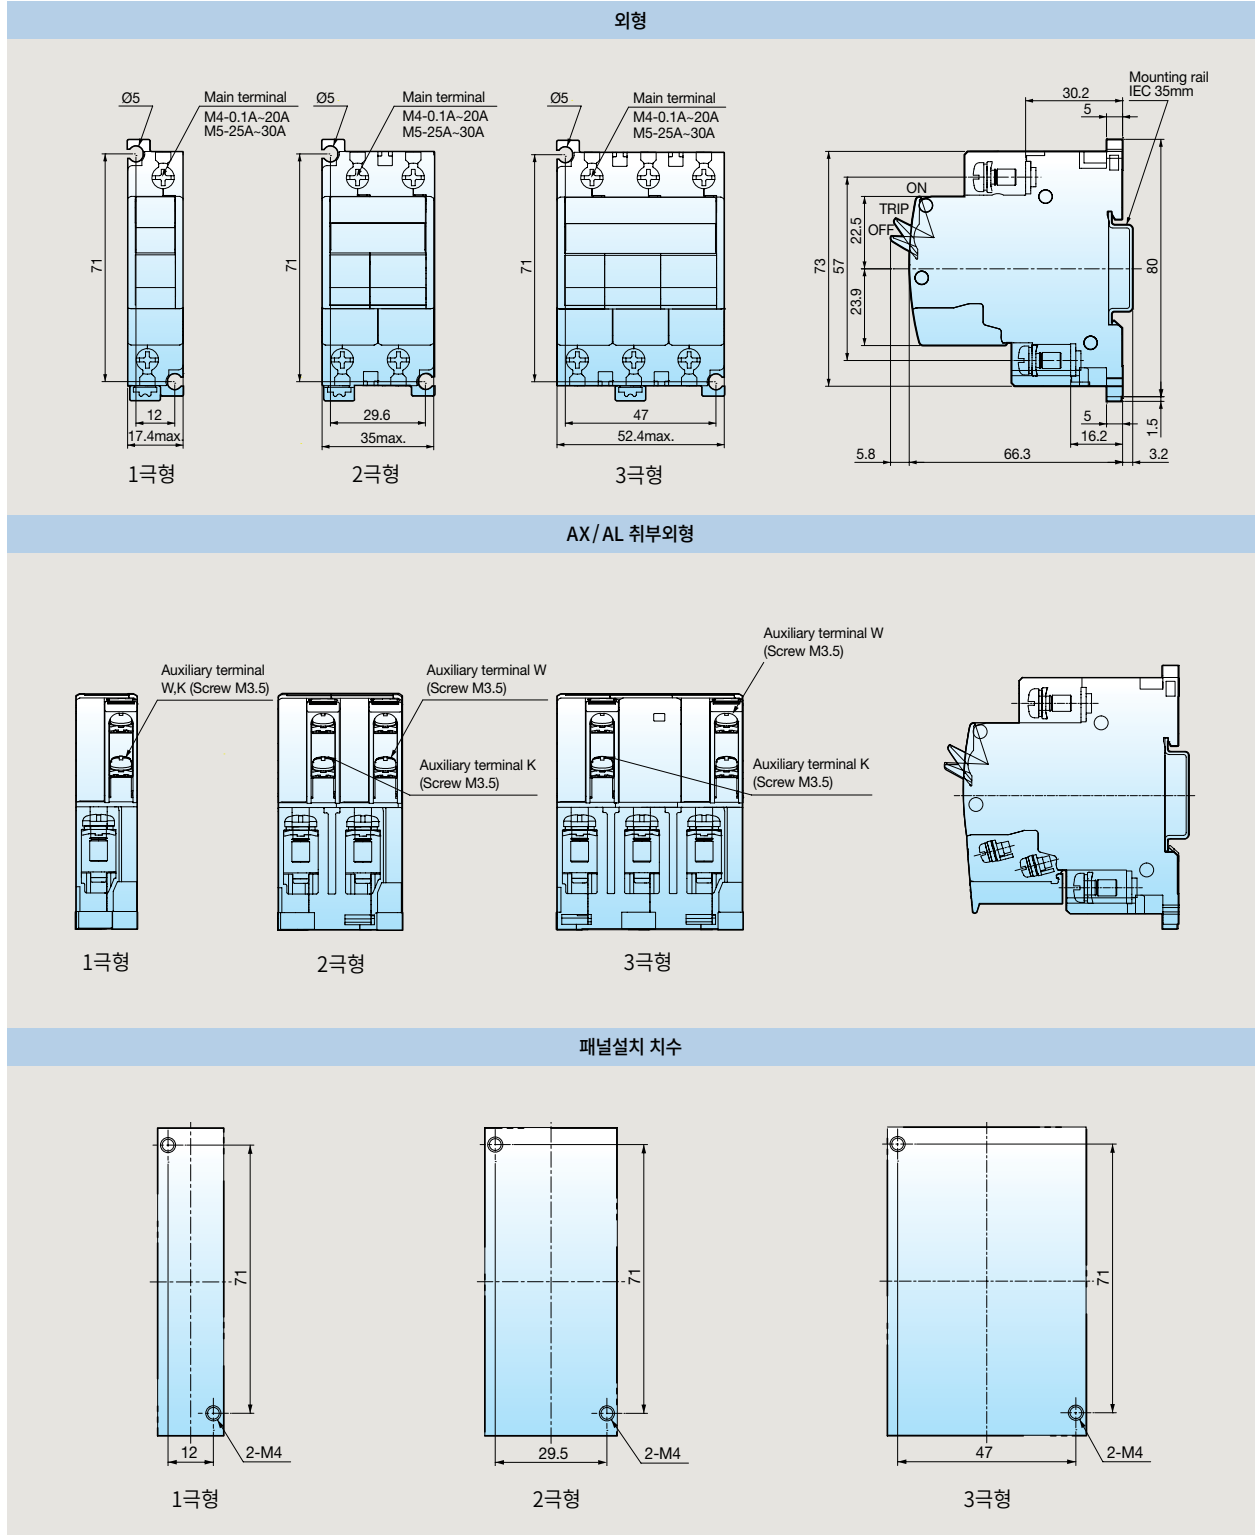 외형
Ø5
Main terminal
M4-0.1A~20A
M5-25A~30A
71
12
17.4max.
1극형
Ø5
Main terminal
M4-0.1A~20A
M5-25A~30A
71
29.6
35max.
2극형
Ø5
Main terminal
M4-0.1A~20A
M5-25A~30A
71
47
52.4max.
3극형
Mounting rail
IEC 35mm
30.2
5
ON
TRIP
OFF
22.5
73
57
23.9
80
5
16.2
1.5
5.8
66.3
3.2
AX/AL 취부외형
Auxiliary terminal
W,K (Screw M3.5)
1극형
Auxiliary terminal W
(Screw M3.5)
Auxiliary terminal K
(Screw M3.5)
2극형
Auxiliary terminal W
(Screw M3.5)
Auxiliary terminal K
(Screw M3.5)
3극형
패널설치 치수
71
12
2-M4
1극형
71
29.5
2-M4
2극형
71
47
2-M4
3극형